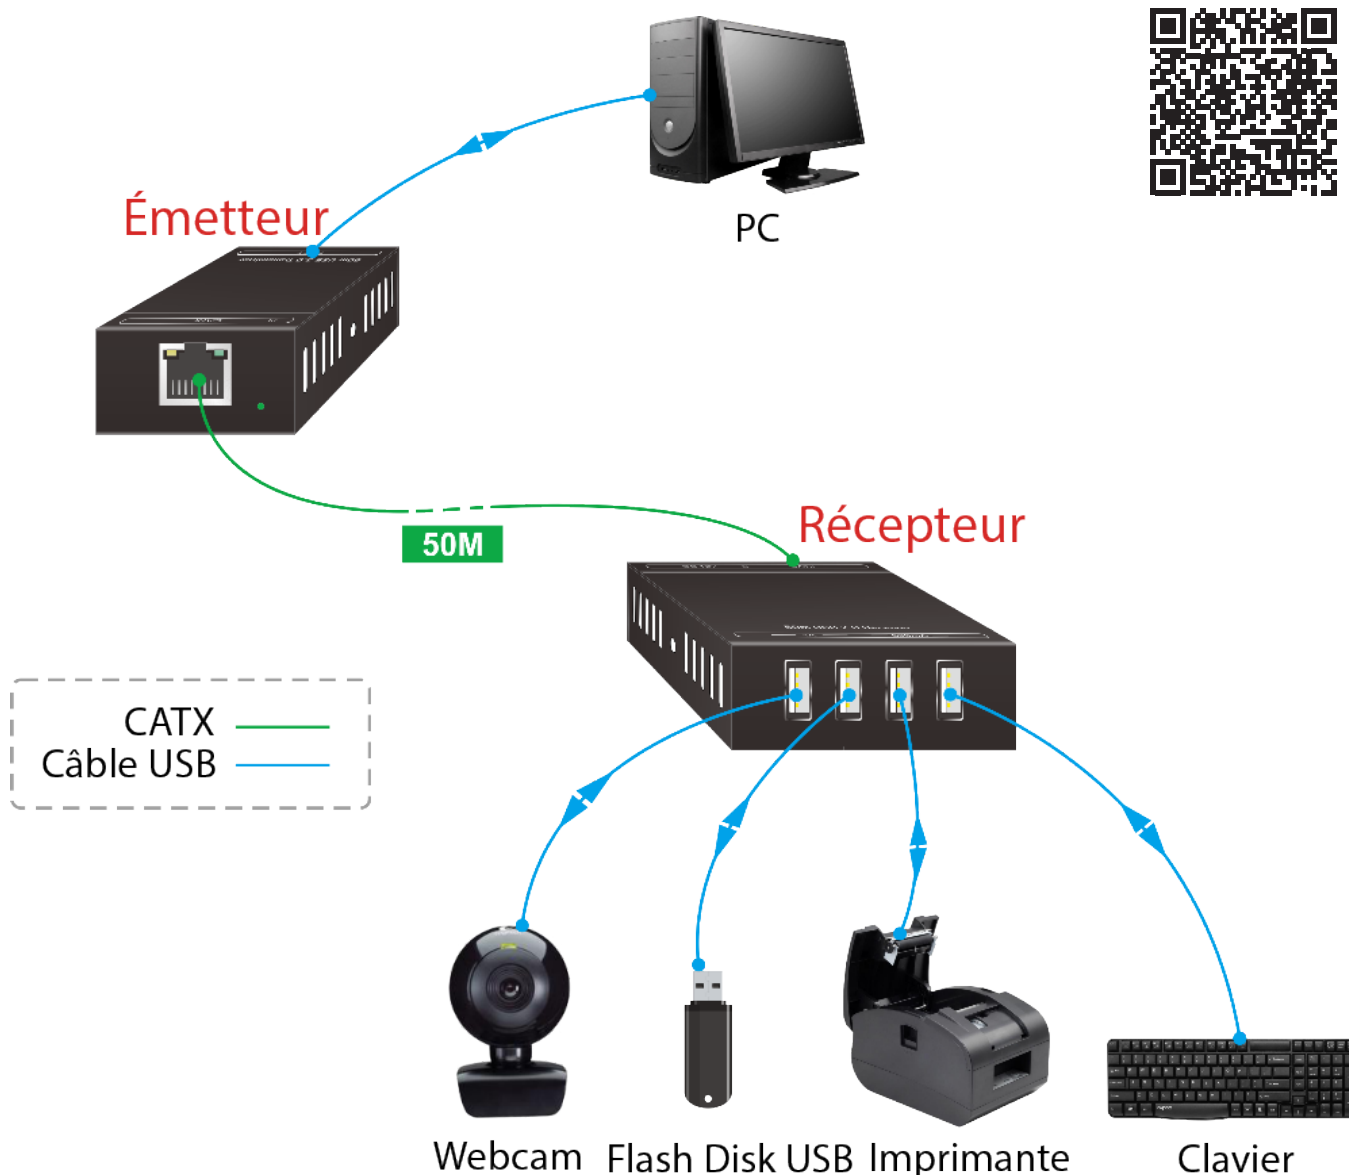 PC
Émetteur
50M
Récepteur
CATX
Câble USB
Webcam
Flash Disk USB
Imprimante
Clavier